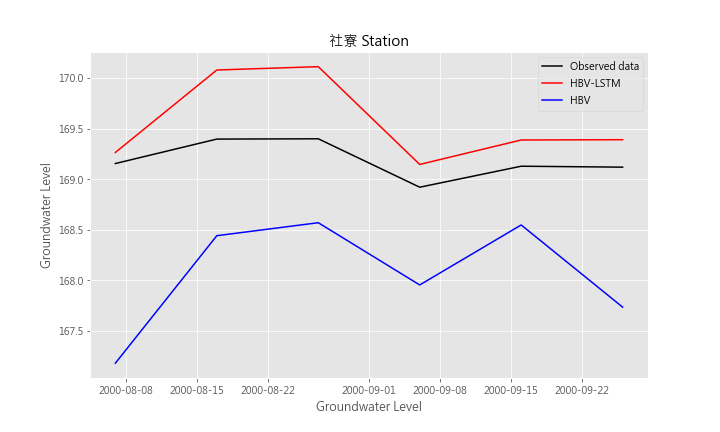 社寮 Station
Observed data
HBV-LSTM
HBV
Groundwater Level
170.0
169.5
169.0
168.5
168.0
167.5
2000-08-08 2000-08-15 2000-08-22 2000-09-01 2000-09-08 2000-09-15 2000-09-22
Groundwater Level